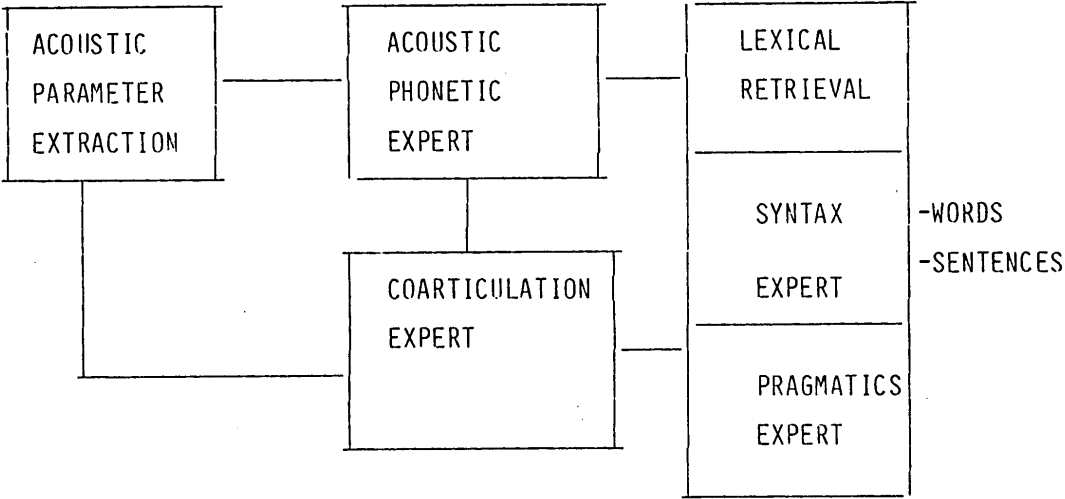 ACOUSTIC
PARAMETER
EXTRACTION
ACOUSTIC
PHONETIC
EXPERT
COARTICULATION
EXPERT
LEXICAL
RETRIEVAL
SYNTAX
EXPERT
PRAGMATICS
EXPERT
-WORDS
-SENTENCES